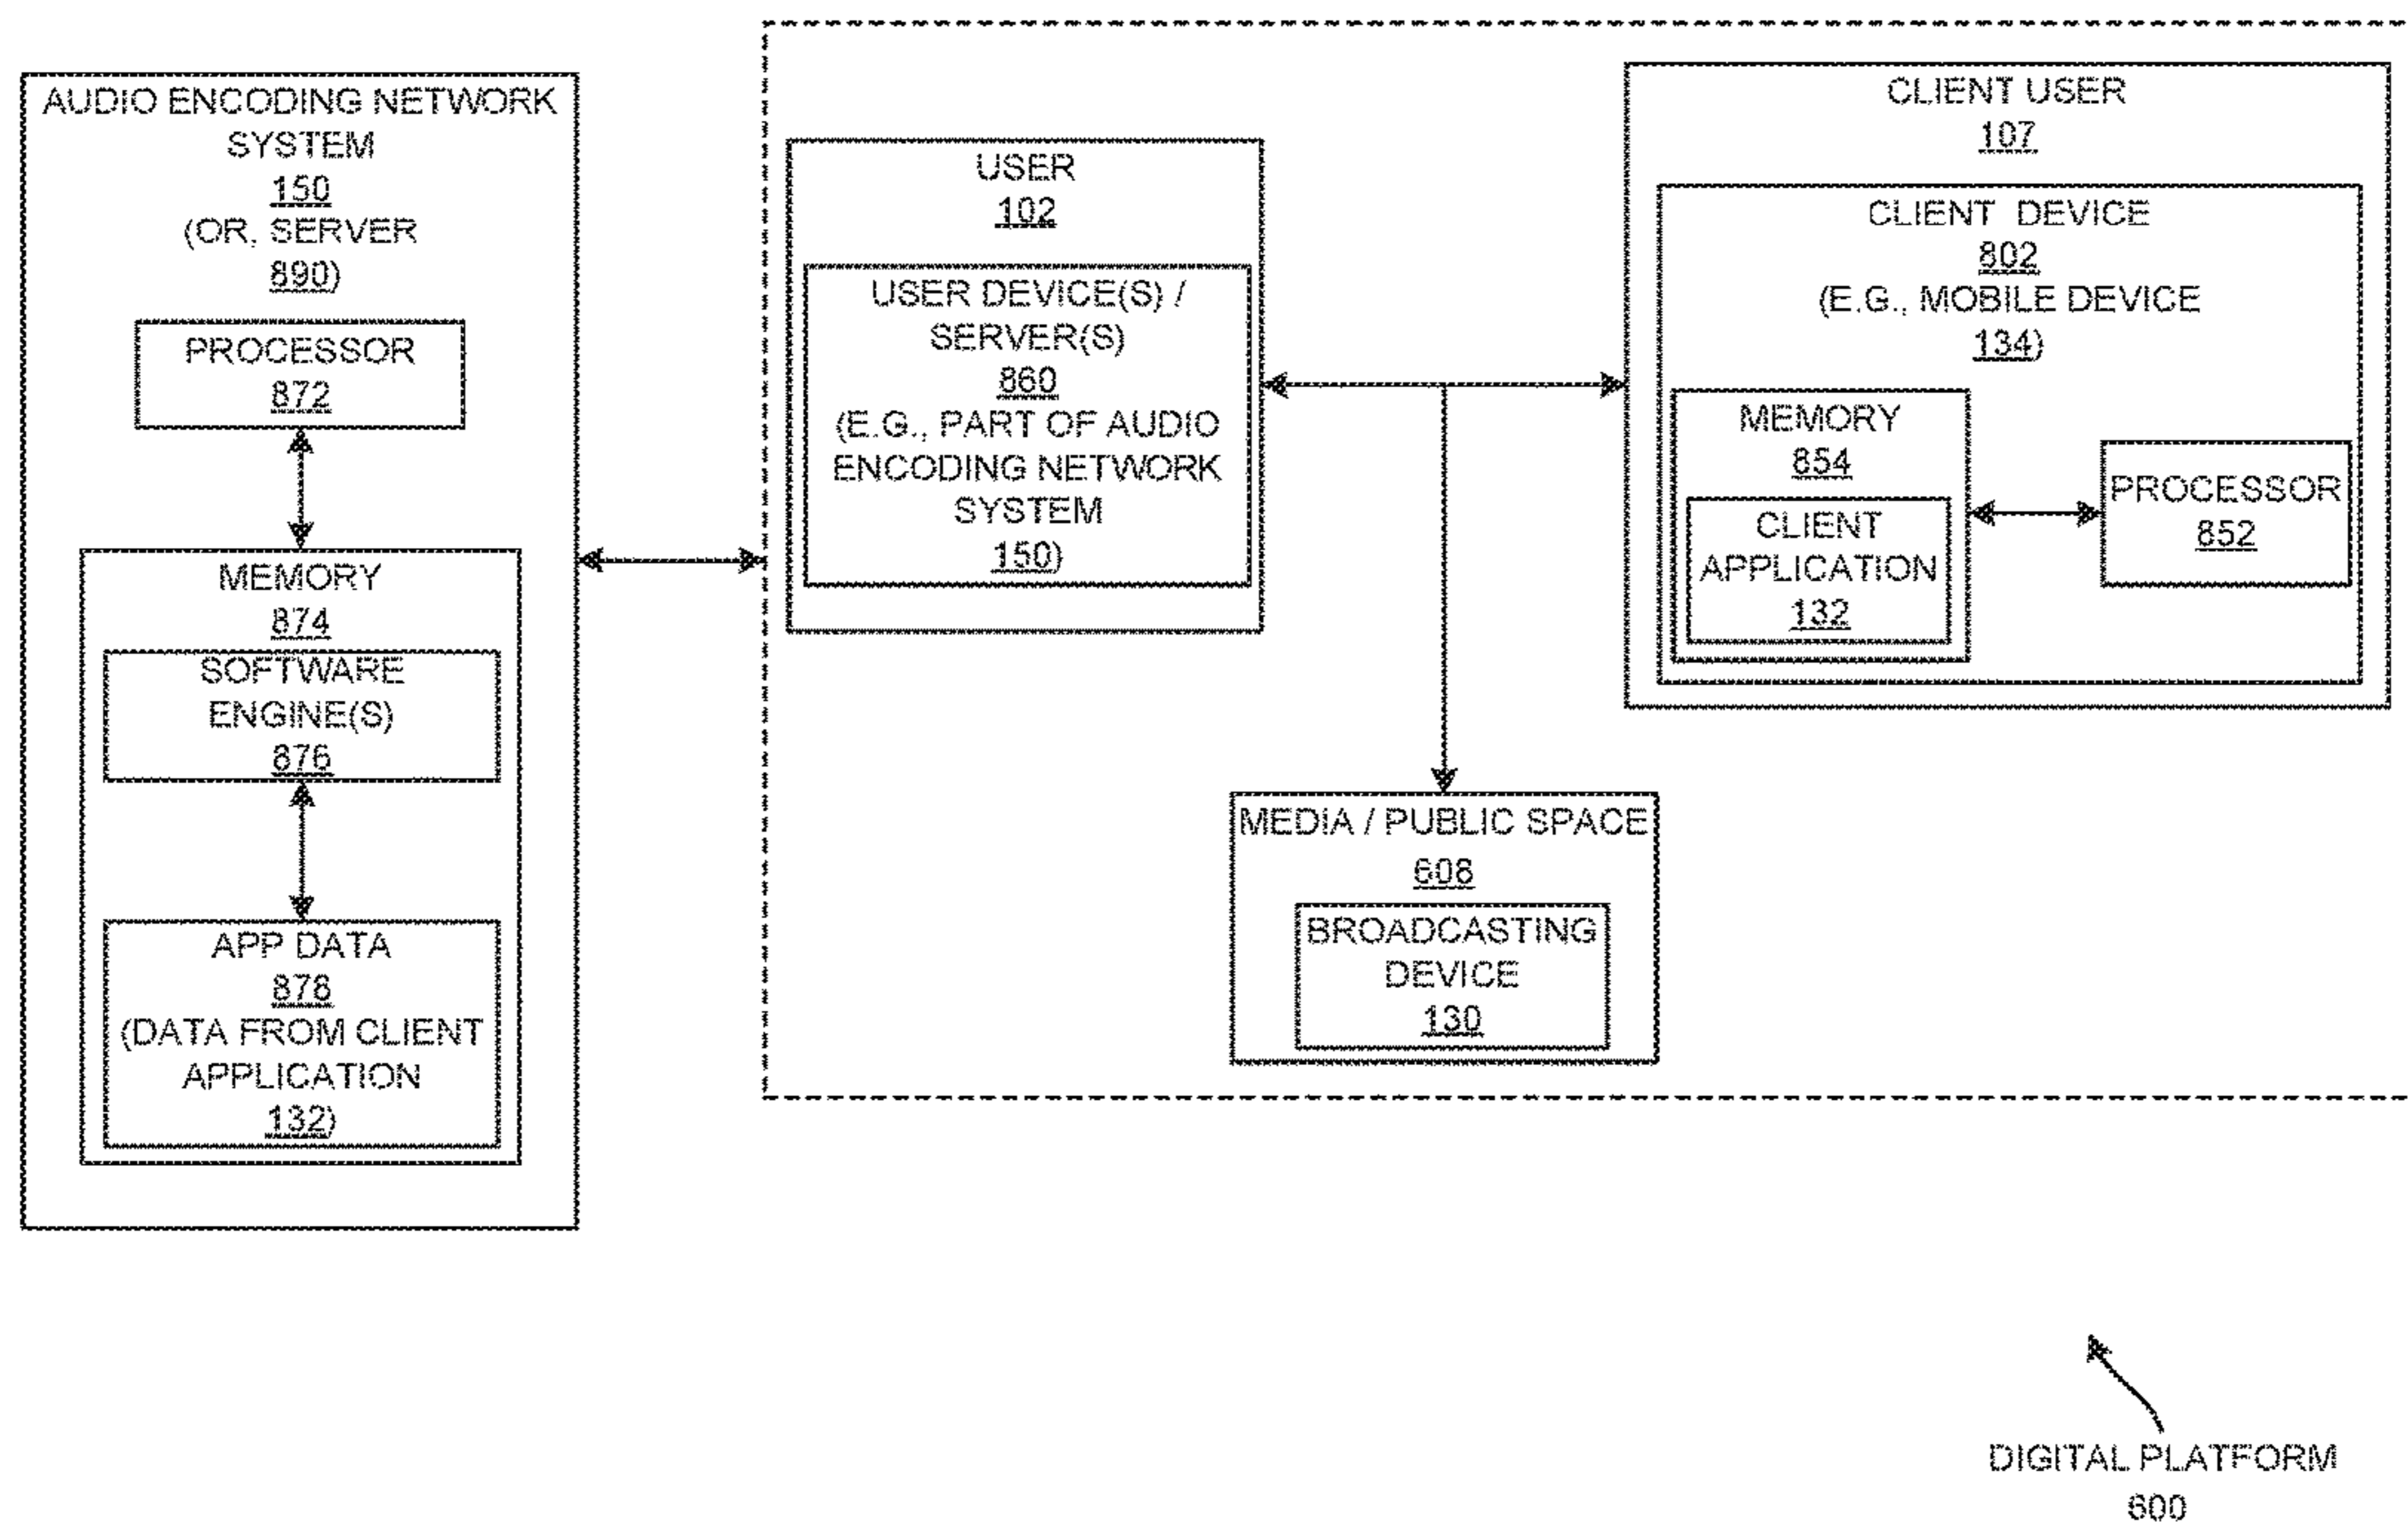 AUDIO ENCODING NETWORK
SYSTEM
150
(OR, SERVER
890)
PROCESSOR
872
MEMORY
874
SOFTWARE
ENGINE(S)
876
APP DATA
878
(DATA FROM CLIENT
APPLICATION
132)
USER
102
USER DEVICE(S) /
SERVER(S)
860
(E.G., PART OF AUDIO
ENCODING NETWORK
SYSTEM
150)
CLIENT USER
107
CLIENT DEVICE
802
(E.G., MOBILE DEVICE
134)
MEMORY
854
CLIENT
APPLICATION
132
PROCESSOR
852
MEDIA / PUBLIC SPACE
608
BROADCASTING
DEVICE
130
DIGITAL PLATFORM
600